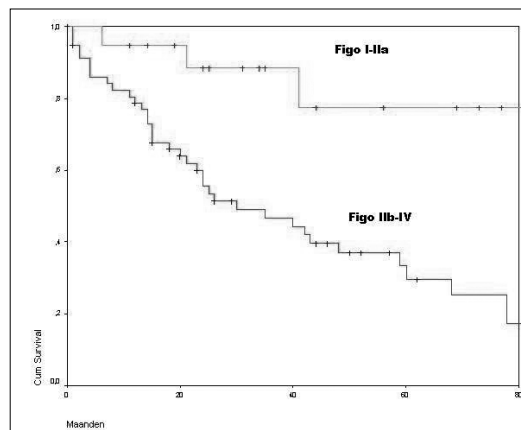 1,0
Figo I-IIa
,8
,6
Figo IIb-IV
,4
,2
Cum Survival
0,0
0 20 40 60 80
Maanden